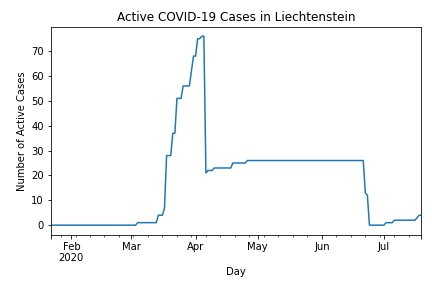 Active COVID-19 Cases in Liechtenstein
Number of Active Cases
70
60
50
40
30
20
10
0
Feb Mar Apr May Jun Jul
2020
Day